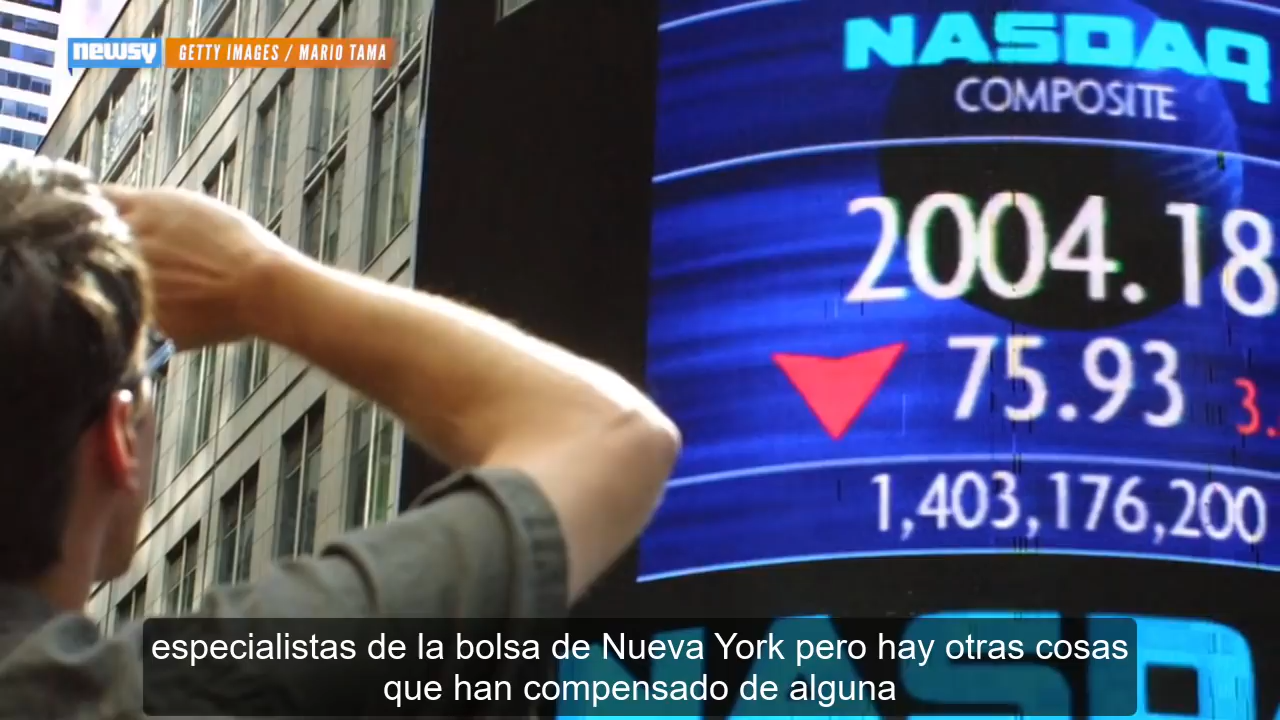 newsy
GETTY IMAGES / MARIO TAMA
NASDAQ
COMPOSITE
2004.18
75.93
3.
1,403,176,200
especialistas de la bolsa de Nueva York pero hay otras cosas
que han compensado de alguna